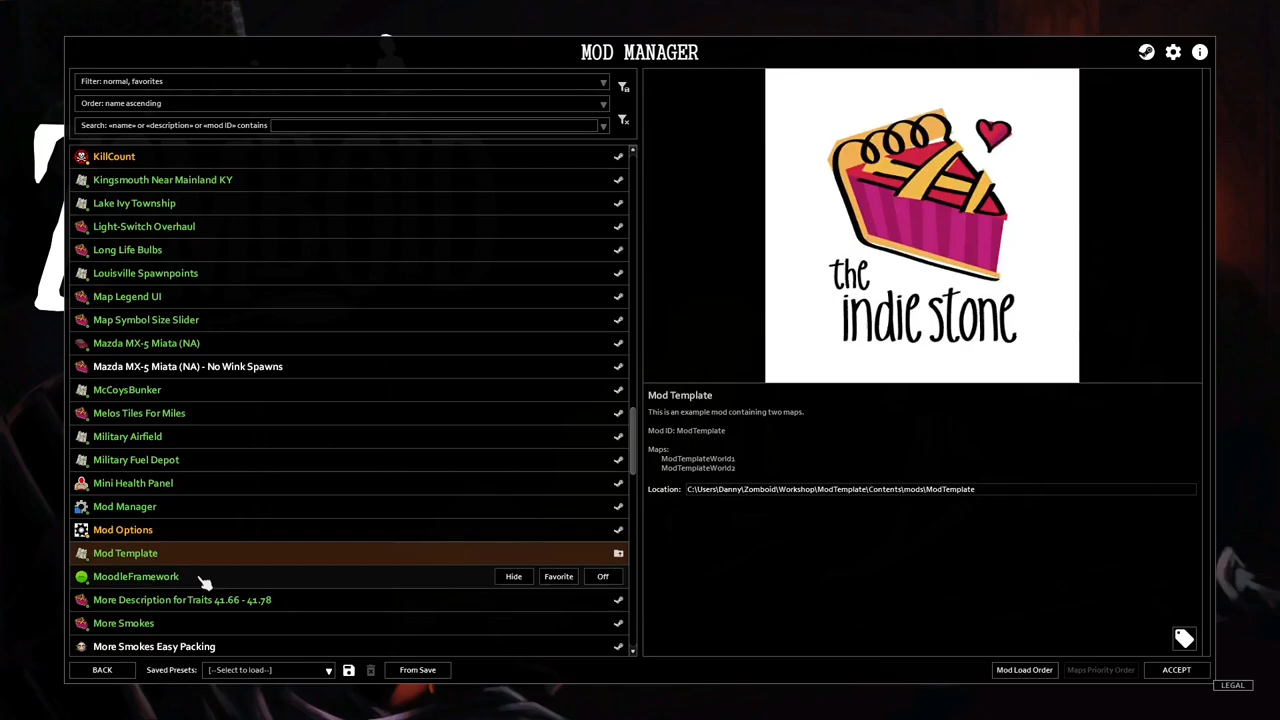 MOD MANAGER
Filter: normal, favorites
Order: name ascending
Search: «name» or «description» or «mod ID» contains
KillCount
Kingsmouth Near Mainland KY
Lake Ivy Township
Light-Switch Overhaul
Long Life Bulbs
Louisville Spawnpoints
Map Legend UI
Map Symbol Size Slider
Mazda MX-5 Miata (NA)
Mazda MX-5 Miata (NA) - No Wink Spawns
McCoysBunker
Melos Tiles For Miles
Military Airfield
Military Fuel Depot
Mini Health Panel
Mod Manager
Mod Options
Mod Template
MoodleFramework Hide Favorite Off
More Description for Traits 41.66 - 41.78
More Smokes
More Smokes Easy Packing
the
indie stone
Mod Template
This is an example mod containing two maps.
Mod ID: ModTemplate
Maps:
ModTemplateWorld1
ModTemplateWorld2
Location: C:\Users\Danny\Zomboid\Workshop\ModTemplate\Contents\mods\ModTemplate
BACK Saved Presets: [--Select to load--] From Save Mod Load Order Maps Priority Order ACCEPT
LEGAL